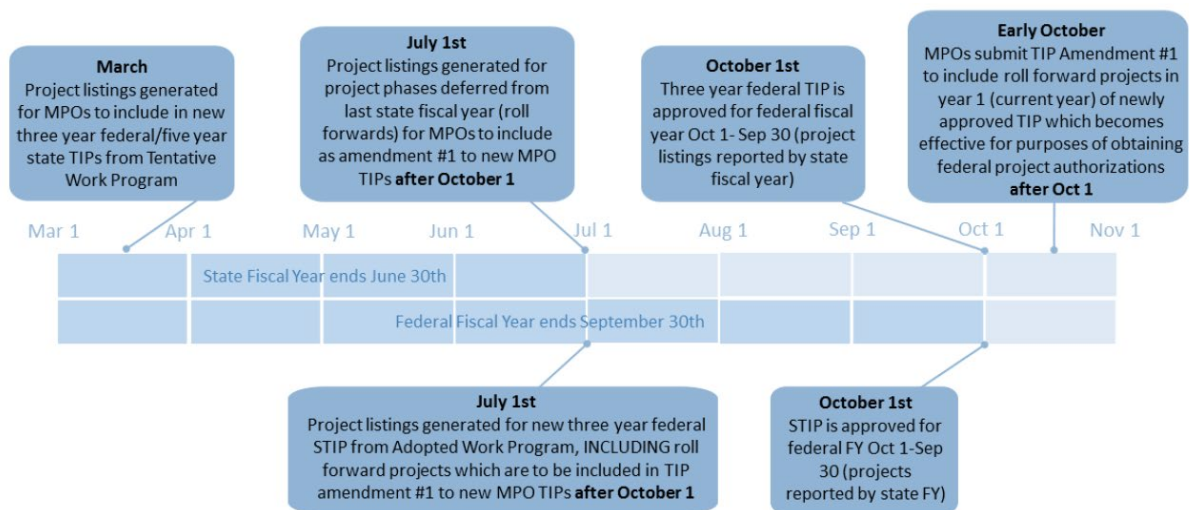 March
Project listings generated
for MPOs to include in new
three year federal/five year
state TIPs from Tentative
Work Program
July 1st
Project listings generated for
project phases deferred from
last state fiscal year (roll
forwards) for MPOs to include
as amendment #1 to new MPO
TIPs after October 1
October 1st
Three year federal TIP is
approved for federal fiscal
year Oct 1- Sep 30 (project
listings reported by state
fiscal year)
Early October
MPOs submit TIP Amendment #1
to include roll forward projects in
year 1 (current year) of newly
approved TIP which becomes
effective for purposes of obtaining
federal project authorizations
after Oct 1
Mar 1 Apr 1 May 1 Jun 1 Jul 1 Aug 1 Sep 1 Oct 1 Nov 1
State Fiscal Year ends June 30th
Federal Fiscal Year ends September 30th
July 1st
Project listings generated for new three year federal
STIP from Adopted Work Program, INCLUDING roll
forward projects which are to be included in TIP
amendment #1 to new MPO TIPs after October 1
October 1st
STIP is approved for
federal FY Oct 1-Sep
30 (projects
reported by state FY)